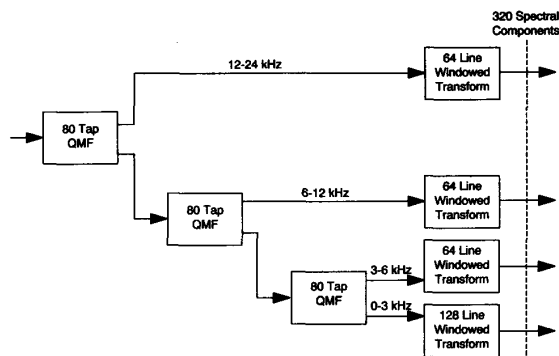 320 Spectral
Components
12-24 kHz
64 Line
Windowed
Transform
80 Tap
QMF
6-12 kHz
64 Line
Windowed
Transform
80 Tap
QMF
3-6 kHz
64 Line
Windowed
Transform
80 Tap
QMF
0-3 kHz
128 Line
Windowed
Transform